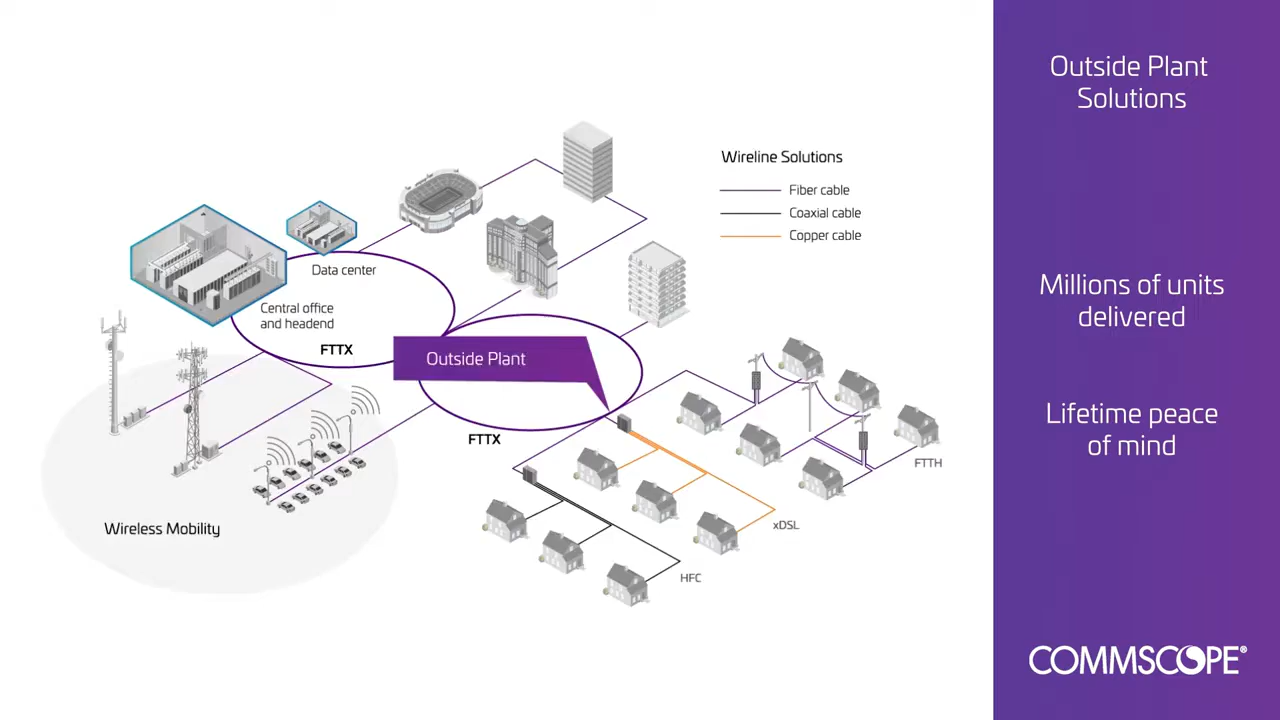 Outside Plant
Solutions
Wireline Solutions
Fiber cable
Coaxial cable
Copper cable
Data center
Central office
and headend
FTTX
Outside Plant
FTTX
Wireless Mobility
FTTH
xDSL
HFC
Millions of units
delivered
Lifetime peace
of mind
COMMSCOPE®